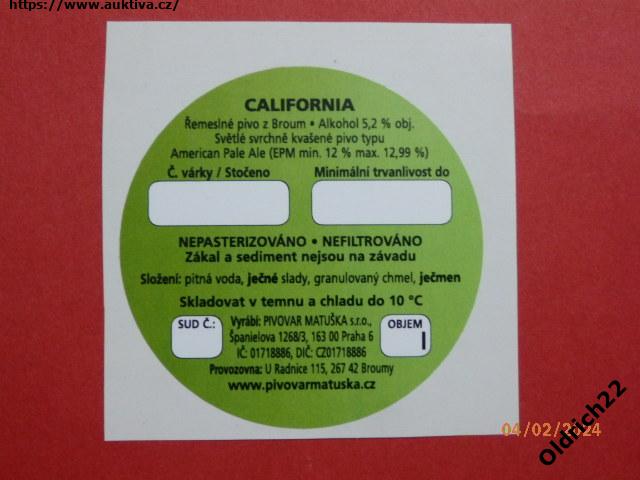 https://www.auktiva.cz/
CALIFORNIA
Řemeslné pivo z Broum • Alkohol 5,2 % obj.
Světlé svrchně kvašené pivo typu
American Pale Ale (EPM min. 12 % max. 12,99 %)
Č. várky / Stočeno Minimální trvanlivost do
NEPASTERIZOVÁNO • NEFILTROVÁNO
Zákal a sediment nejsou na závadu
Složení: pitná voda, ječné slady, granulovaný chmel, ječmen
Skladovat v temnu a chladu do 10 °C
SUD Č.:
Vyrábí: PIVOVAR MATUŠKA s.r.o.,
Španielova 1268/3, 163 00 Praha 6
IČ: 01718886, DIČ: CZ01718886
OBJEM
l
Provozovna: U Radnice 115, 267 42 Broumy
www.pivovarmatuska.cz
04/02/2024
Oldrich22